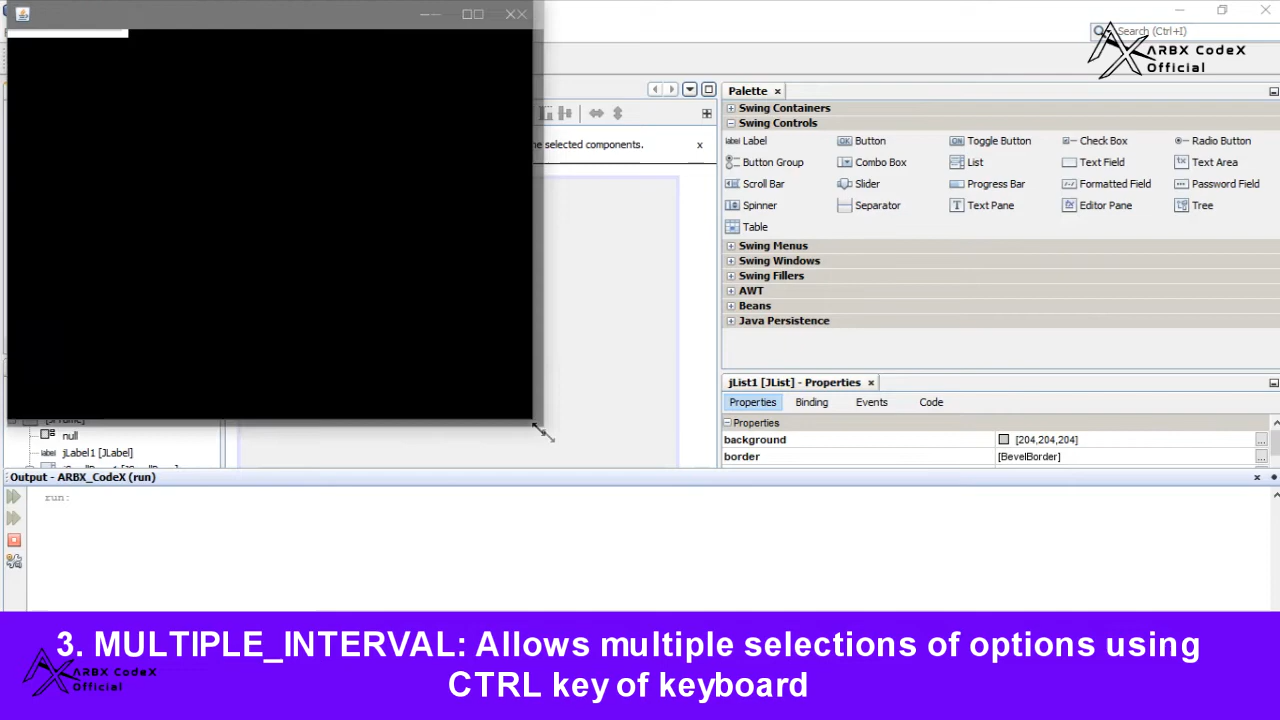 Search (Ctrl+I)
ARBX CodeX
Official
Palette
Swing Containers
Swing Controls
Label
Button
Toggle Button
Check Box
Radio Button
Button Group
Combo Box
List
Text Field
Text Area
Scroll Bar
Slider
Progress Bar
Formatted Field
Password Field
Spinner
Separator
Text Pane
Editor Pane
Tree
Table
Swing Menus
Swing Windows
Swing Fillers
AWT
Beans
Java Persistence
selected components.
jList1 [JList] - Properties
Properties
Binding
Events
Code
Properties
background
[204,204,204]
border
[BevelBorder]
null
jLabel1 [JLabel]
Output - ARBX_CodeX (run)
run:
3. MULTIPLE_INTERVAL: Allows multiple selections of options using
CTRL key of keyboard
ARBX CodeX
Official